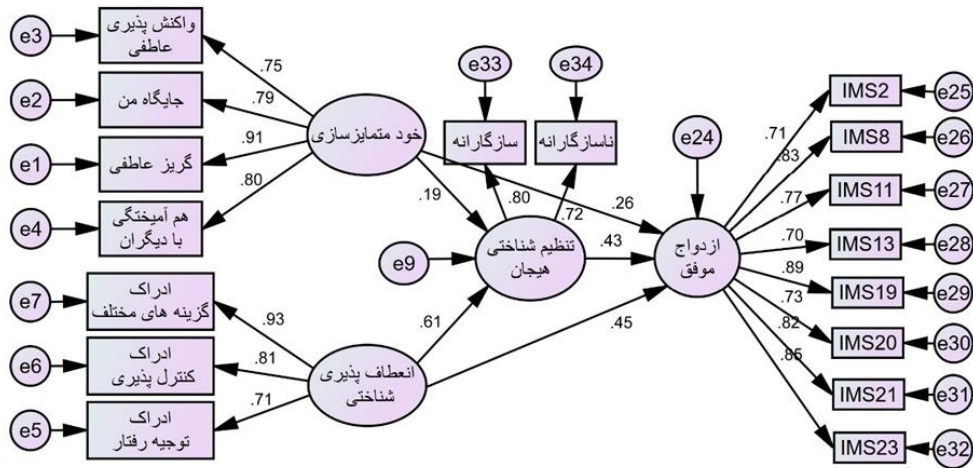 e3
واکنش پذیری
عاطفی
.75
e2
جایگاه من
.79
e1
گریز عاطفی
.91
e4
هم آمیختگی
با دیگران
.80
خود متمایزسازی
e33
سازگارانه
.80
e34
ناسازگارانه
.72
.19
.26
e9
تنظیم شناختی
هیجان
.43
e24
ازدواج
موفق
.61
.45
e7
ادراک
گزینه های مختلف
.93
e6
ادراک
کنترل پذیری
.81
e5
ادراک
توجیه رفتار
.71
انعطاف پذیری
شناختی
.71
IMS2
e25
.83
IMS8
e26
.77
IMS11
e27
.70
IMS13
e28
.89
IMS19
e29
.73
IMS20
e30
.82
IMS21
e31
.85
IMS23
e32